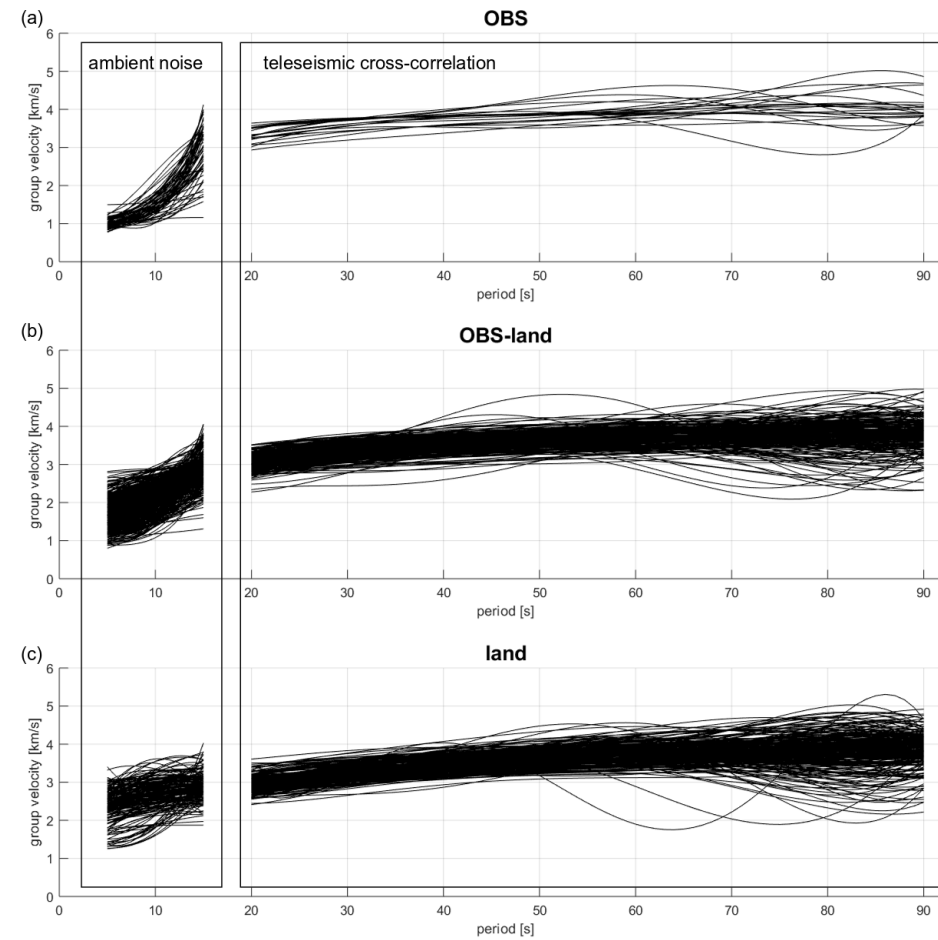 (a)
OBS
ambient noise
teleseismic cross-correlation
group velocity [km/s]
6
5
4
3
2
1
0
0 10 20 30 40 50 60 70 80 90
period [s]
(b)
OBS-land
group velocity [km/s]
6
5
4
3
2
1
0
0 10 20 30 40 50 60 70 80 90
period [s]
(c)
land
group velocity [km/s]
6
5
4
3
2
1
0
0 10 20 30 40 50 60 70 80 90
period [s]